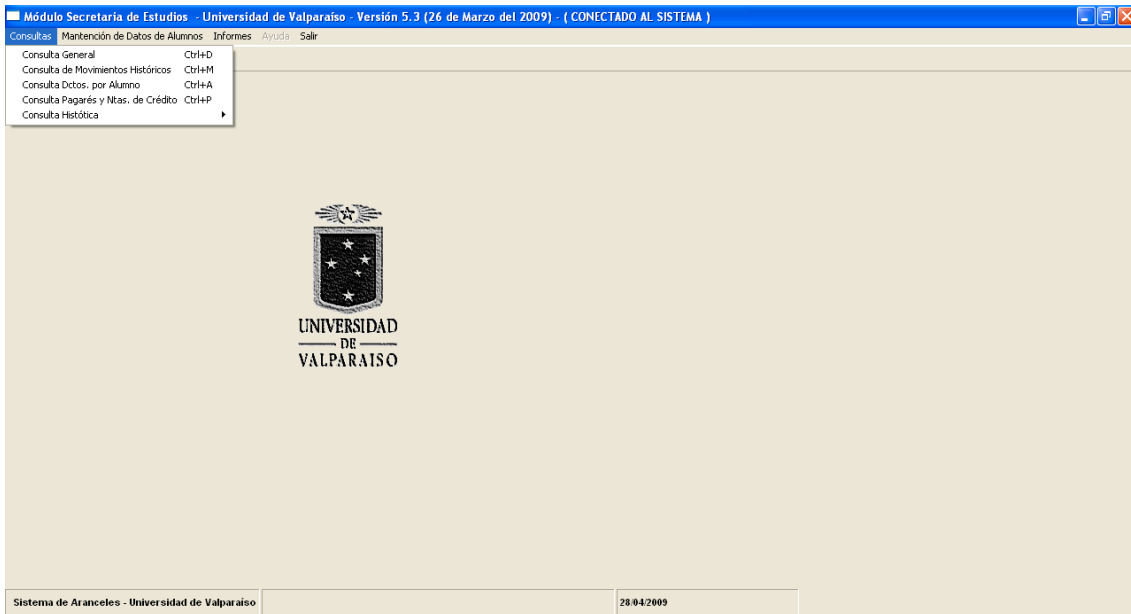 Módulo Secretaria de Estudios - Universidad de Valparaíso - Versión 5.3 (26 de Marzo del 2009) - ( CONECTADO AL SISTEMA )
Consultas Mantención de Datos de Alumnos Informes Ayuda Salir
Consulta General Ctrl+D
Consulta de Movimientos Históricos Ctrl+M
Consulta Dctos. por Alumno Ctrl+A
Consulta Pagarés y Ntas. de Crédito Ctrl+P
Consulta Histótica
UNIVERSIDAD
DE
VALPARAISO
Sistema de Aranceles - Universidad de Valparaíso 28/04/2009